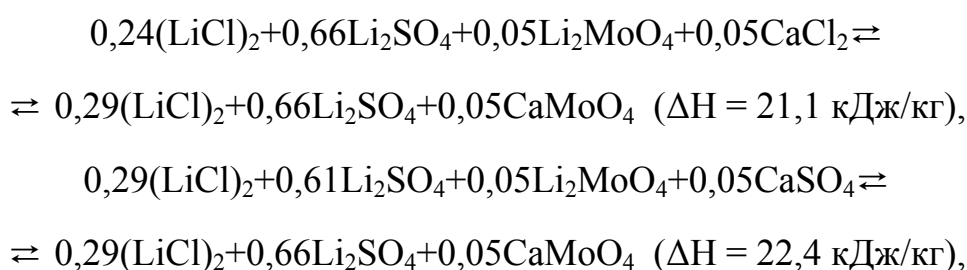 0,24(LiCl)₂+0,66Li₂SO₄+0,05Li₂MoO₄+0,05CaCl₂⇄
⇄ 0,29(LiCl)₂+0,66Li₂SO₄+0,05CaMoO₄ (ΔH = 21,1 кДж/кг),
0,29(LiCl)₂+0,61Li₂SO₄+0,05Li₂MoO₄+0,05CaSO₄⇄
⇄ 0,29(LiCl)₂+0,66Li₂SO₄+0,05CaMoO₄ (ΔH = 22,4 кДж/кг),